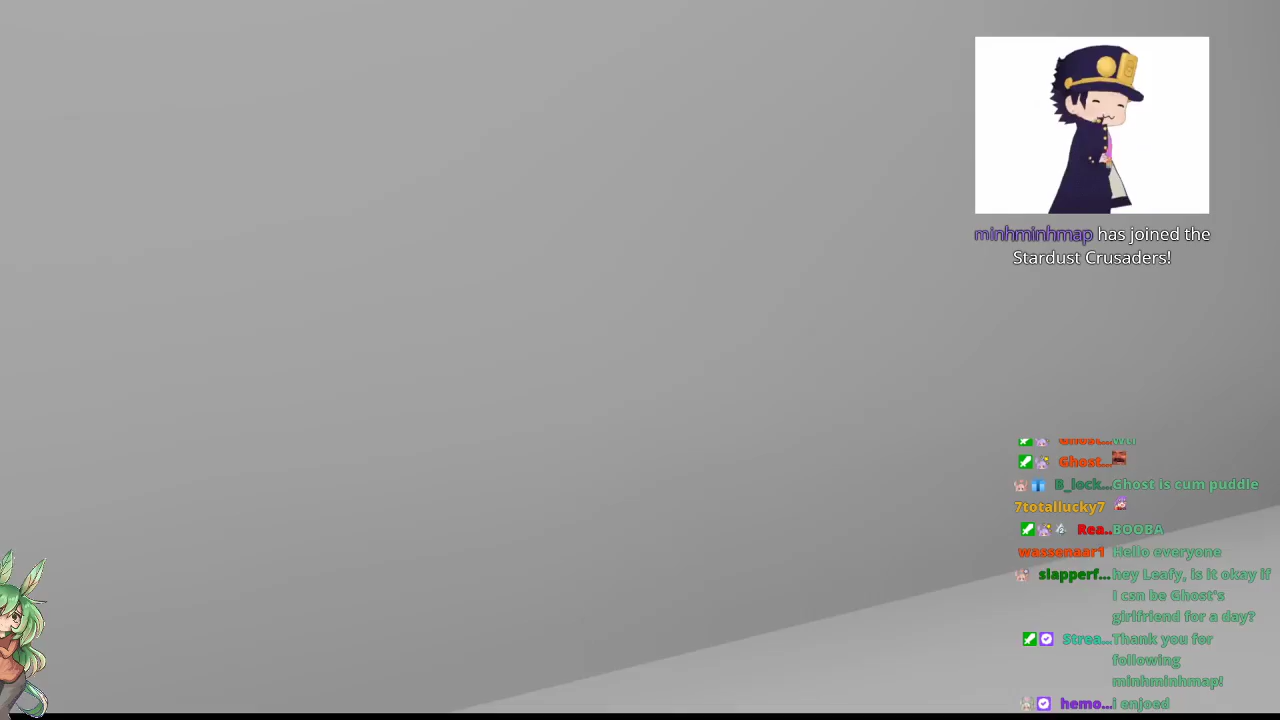 minhminhmap has joined the
Stardust Crusaders!
Ghost...
B_lock... Ghost is cum puddle
7totallucky7
Rea.. BOOBA
wassenaar1 Hello everyone
slapperf... hey Leafy, is it okay if
I csn be Ghost's
girlfriend for a day?
Strea... Thank you for
following
minhminhmap!
hemo... i enjoed